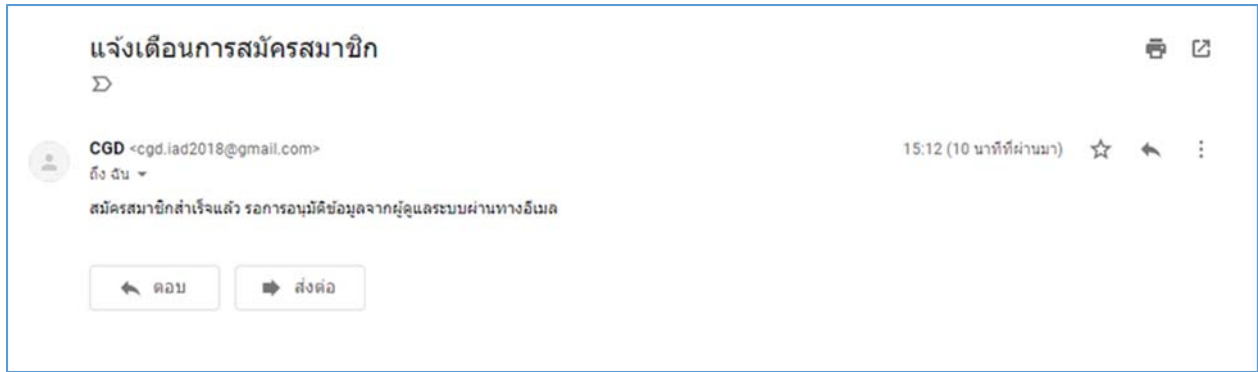 แจ้งเตือนการสมัครสมาชิก
CGD <cgd.iad2018@gmail.com> 15:12 (10 นาทีที่ผ่านมา)
ถึง ฉัน
สมัครสมาชิกสำเร็จแล้ว รอการอนุมัติข้อมูลจากผู้ดูแลระบบผ่านทางอีเมล
ตอบ ส่งต่อ